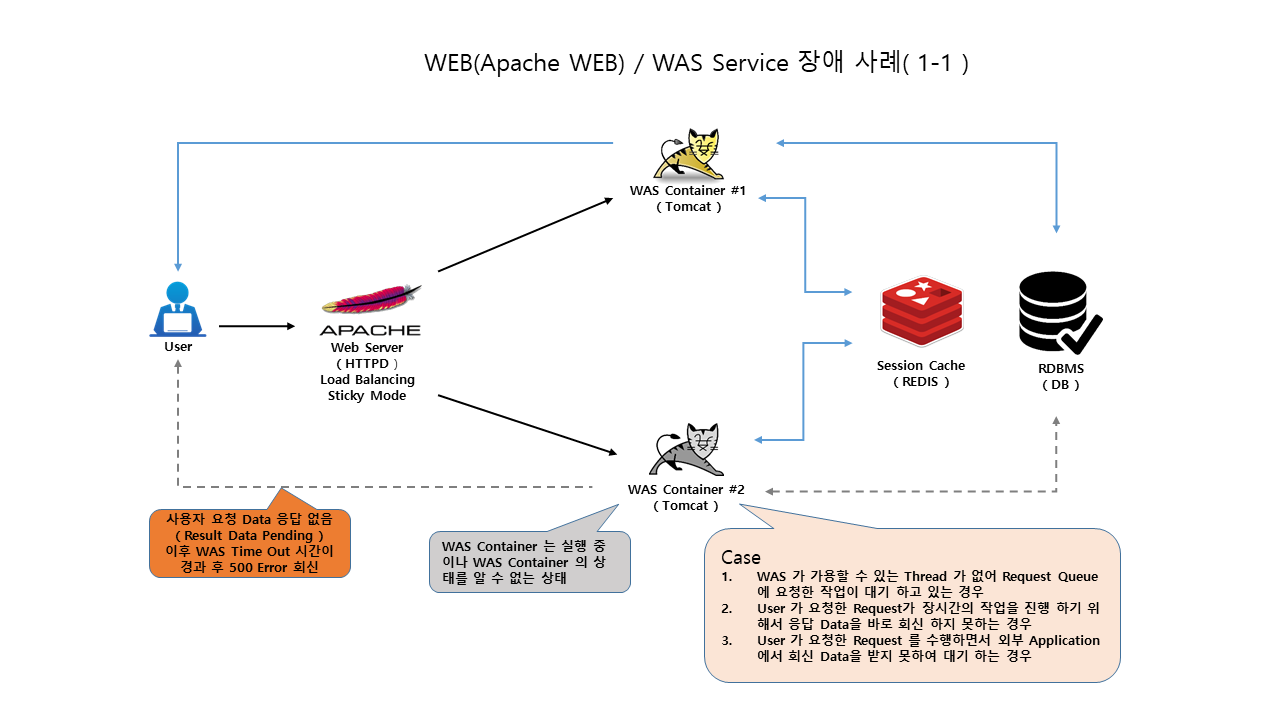 WEB(Apache WEB) / WAS Service 장애 사례( 1-1 )
WAS Container #1
( Tomcat )
User
APACHE
Web Server
( HTTPD )
Load Balancing
Sticky Mode
Session Cache
( REDIS )
RDBMS
( DB )
WAS Container #2
( Tomcat )
사용자 요청 Data 응답 없음
( Result Data Pending )
이후 WAS Time Out 시간이
경과 후 500 Error 회신
WAS Container 는 실행 중
이나 WAS Container 의 상
태를 알 수 없는 상태
Case
1. WAS 가 가용할 수 있는 Thread 가 없어 Request Queue
에 요청한 작업이 대기 하고 있는 경우
2. User 가 요청한 Request가 장시간의 작업을 진행 하기 위
해서 응답 Data을 바로 회신 하지 못하는 경우
3. User 가 요청한 Request 를 수행하면서 외부 Application
에서 회신 Data을 받지 못하여 대기 하는 경우